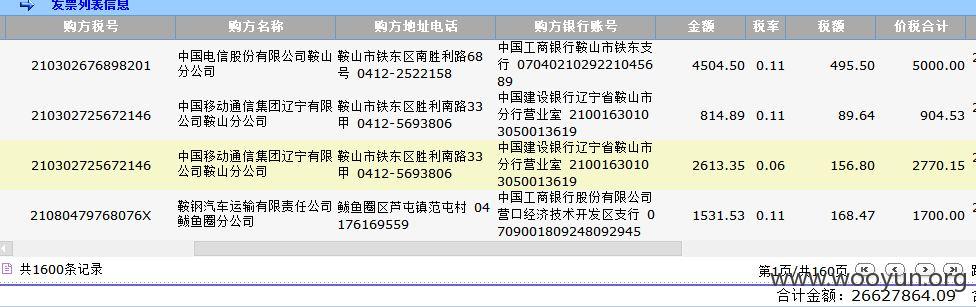 发票列表信息
购方税号 购方名称 购方地址电话 购方银行账号 金额 税率 税额 价税合计
210302676898201 中国电信股份有限公司鞍山分公司 鞍山市铁东区南胜利路68号 0412-2522158 中国工商银行鞍山市铁东支行 0704021029221045689 4504.50 0.11 495.50 5000.00
210302725672146 中国移动通信集团辽宁有限公司鞍山分公司 鞍山市铁东区胜利南路33甲 0412-5693806 中国建设银行辽宁省鞍山市分行营业室 21001630103050013619 814.89 0.11 89.64 904.53
210302725672146 中国移动通信集团辽宁有限公司鞍山分公司 鞍山市铁东区胜利南路33甲 0412-5693806 中国建设银行辽宁省鞍山市分行营业室 21001630103050013619 2613.35 0.06 156.80 2770.15
21080479768076X 鞍钢汽车运输有限责任公司鲅鱼圈分公司 鲅鱼圈区芦屯镇范屯村 04176169559 中国工商银行股份有限公司营口经济技术开发区支行 0709001809248092945 1531.53 0.11 168.47 1700.00
共1600条记录 第1页/共160页
www.wooyun.org
合计金额：26627864.09